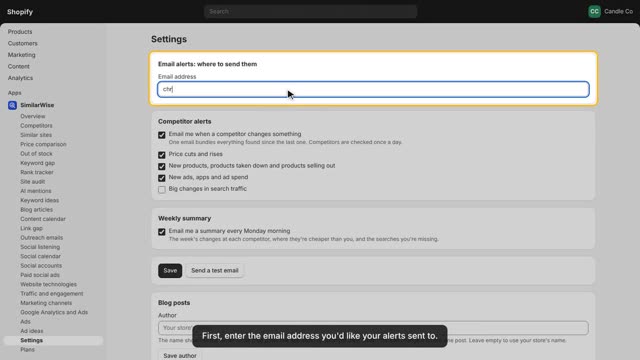 Shopify
Search
CC
Candle Co
Products
Customers
Marketing
Content
Analytics
Apps
SimilarWise
Overview
Competitors
Similar sites
Price comparison
Out of stock
Keyword gap
Rank tracker
Site audit
AI mentions
Keyword ideas
Blog articles
Content calendar
Link gap
Outreach emails
Social listening
Social calendar
Social accounts
Paid social ads
Website technologies
Traffic and engagement
Marketing channels
Google Analytics and Ads
Ads
Ad ideas
Settings
Plans
Settings
Email alerts: where to send them
Email address
chr
Competitor alerts
Email me when a competitor changes something
One email bundles everything found since the last one. Competitors are checked once a day.
Price cuts and rises
New products, products taken down and products selling out
New ads, apps and ad spend
Big changes in search traffic
Weekly summary
Email me a summary every Monday morning
The week's changes at each competitor, where they're cheaper than you, and the searches you're missing.
Save
Send a test email
Blog posts
Author
Your store's
First, enter the email address you'd like your alerts sent to.
The name sho
one post. Leave empty to use your store's name.
Save author